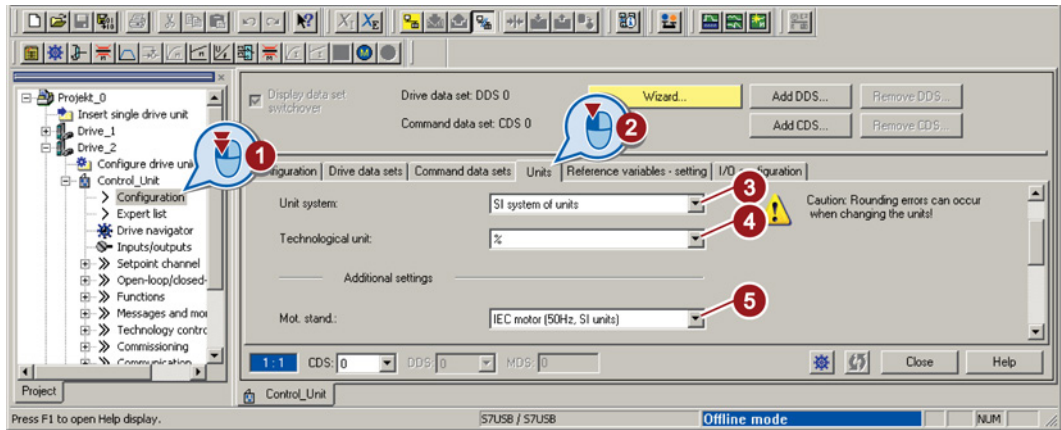 Projekt_0
Insert single drive unit
Drive_1
Drive_2
Configure drive uni
Control_Unit
Configuration
Expert list
Drive navigator
Inputs/outputs
Setpoint channel
Open-loop/closed-
Functions
Messages and mor
Technology contro
Commissioning
Communication
Project
1
Display data set switchover
Drive data set: DDS 0
Command data set: CDS 0
Wizard...
Add DDS...
Remove DDS...
Add CDS...
Remove CDS...
2
Drive data sets
Command data sets
Units
Reference variables - setting
Unit system:
SI system of units
3
Caution: Rounding errors can occur
when changing the units!
Technological unit:
%
4
Additional settings
Mot. stand.:
IEC motor (50Hz, SI units)
5
1 : 1
CDS: 0
DDS: 0
MDS: 0
Close
Help
Control_Unit
Press F1 to open Help display.
S7USB / S7USB
Offline mode
NUM